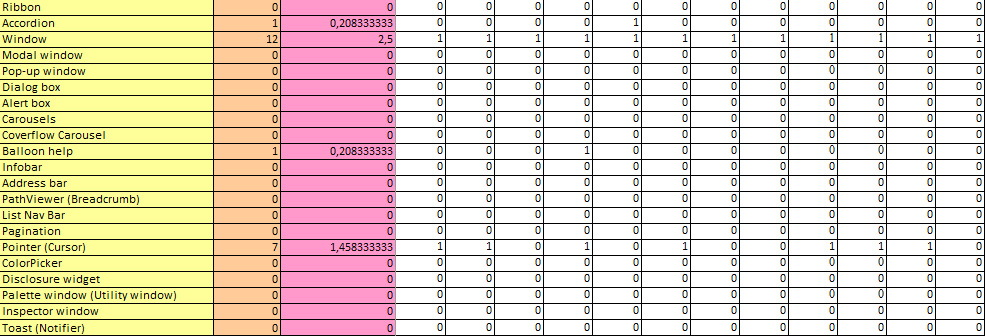 Ribbon 0 0 0 0 0 0 0 0 0 0 0 0 0 0
Accordion 1 0,208333333 0 0 0 0 1 0 0 0 0 0 0 0
Window 12 2,5 1 1 1 1 1 1 1 1 1 1 1 1
Modal window 0 0 0 0 0 0 0 0 0 0 0 0 0 0
Pop-up window 0 0 0 0 0 0 0 0 0 0 0 0 0 0
Dialog box 0 0 0 0 0 0 0 0 0 0 0 0 0 0
Alert box 0 0 0 0 0 0 0 0 0 0 0 0 0 0
Carousels 0 0 0 0 0 0 0 0 0 0 0 0 0 0
Coverflow Carousel 0 0 0 0 0 0 0 0 0 0 0 0 0 0
Balloon help 1 0,208333333 0 0 0 1 0 0 0 0 0 0 0 0
Infobar 0 0 0 0 0 0 0 0 0 0 0 0 0 0
Address bar 0 0 0 0 0 0 0 0 0 0 0 0 0 0
PathViewer (Breadcrumb) 0 0 0 0 0 0 0 0 0 0 0 0 0 0
List Nav Bar 0 0 0 0 0 0 0 0 0 0 0 0 0 0
Pagination 0 0 0 0 0 0 0 0 0 0 0 0 0 0
Pointer (Cursor) 7 1,458333333 1 1 0 1 0 1 0 0 1 1 1 0
ColorPicker 0 0 0 0 0 0 0 0 0 0 0 0 0 0
Disclosure widget 0 0 0 0 0 0 0 0 0 0 0 0 0 0
Palette window (Utility window) 0 0 0 0 0 0 0 0 0 0 0 0 0 0
Inspector window 0 0 0 0 0 0 0 0 0 0 0 0 0 0
Toast (Notifier) 0 0 0 0 0 0 0 0 0 0 0 0 0 0